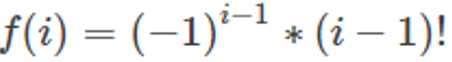 f(i) = (−1)^{i−1} ∗ (i − 1)!